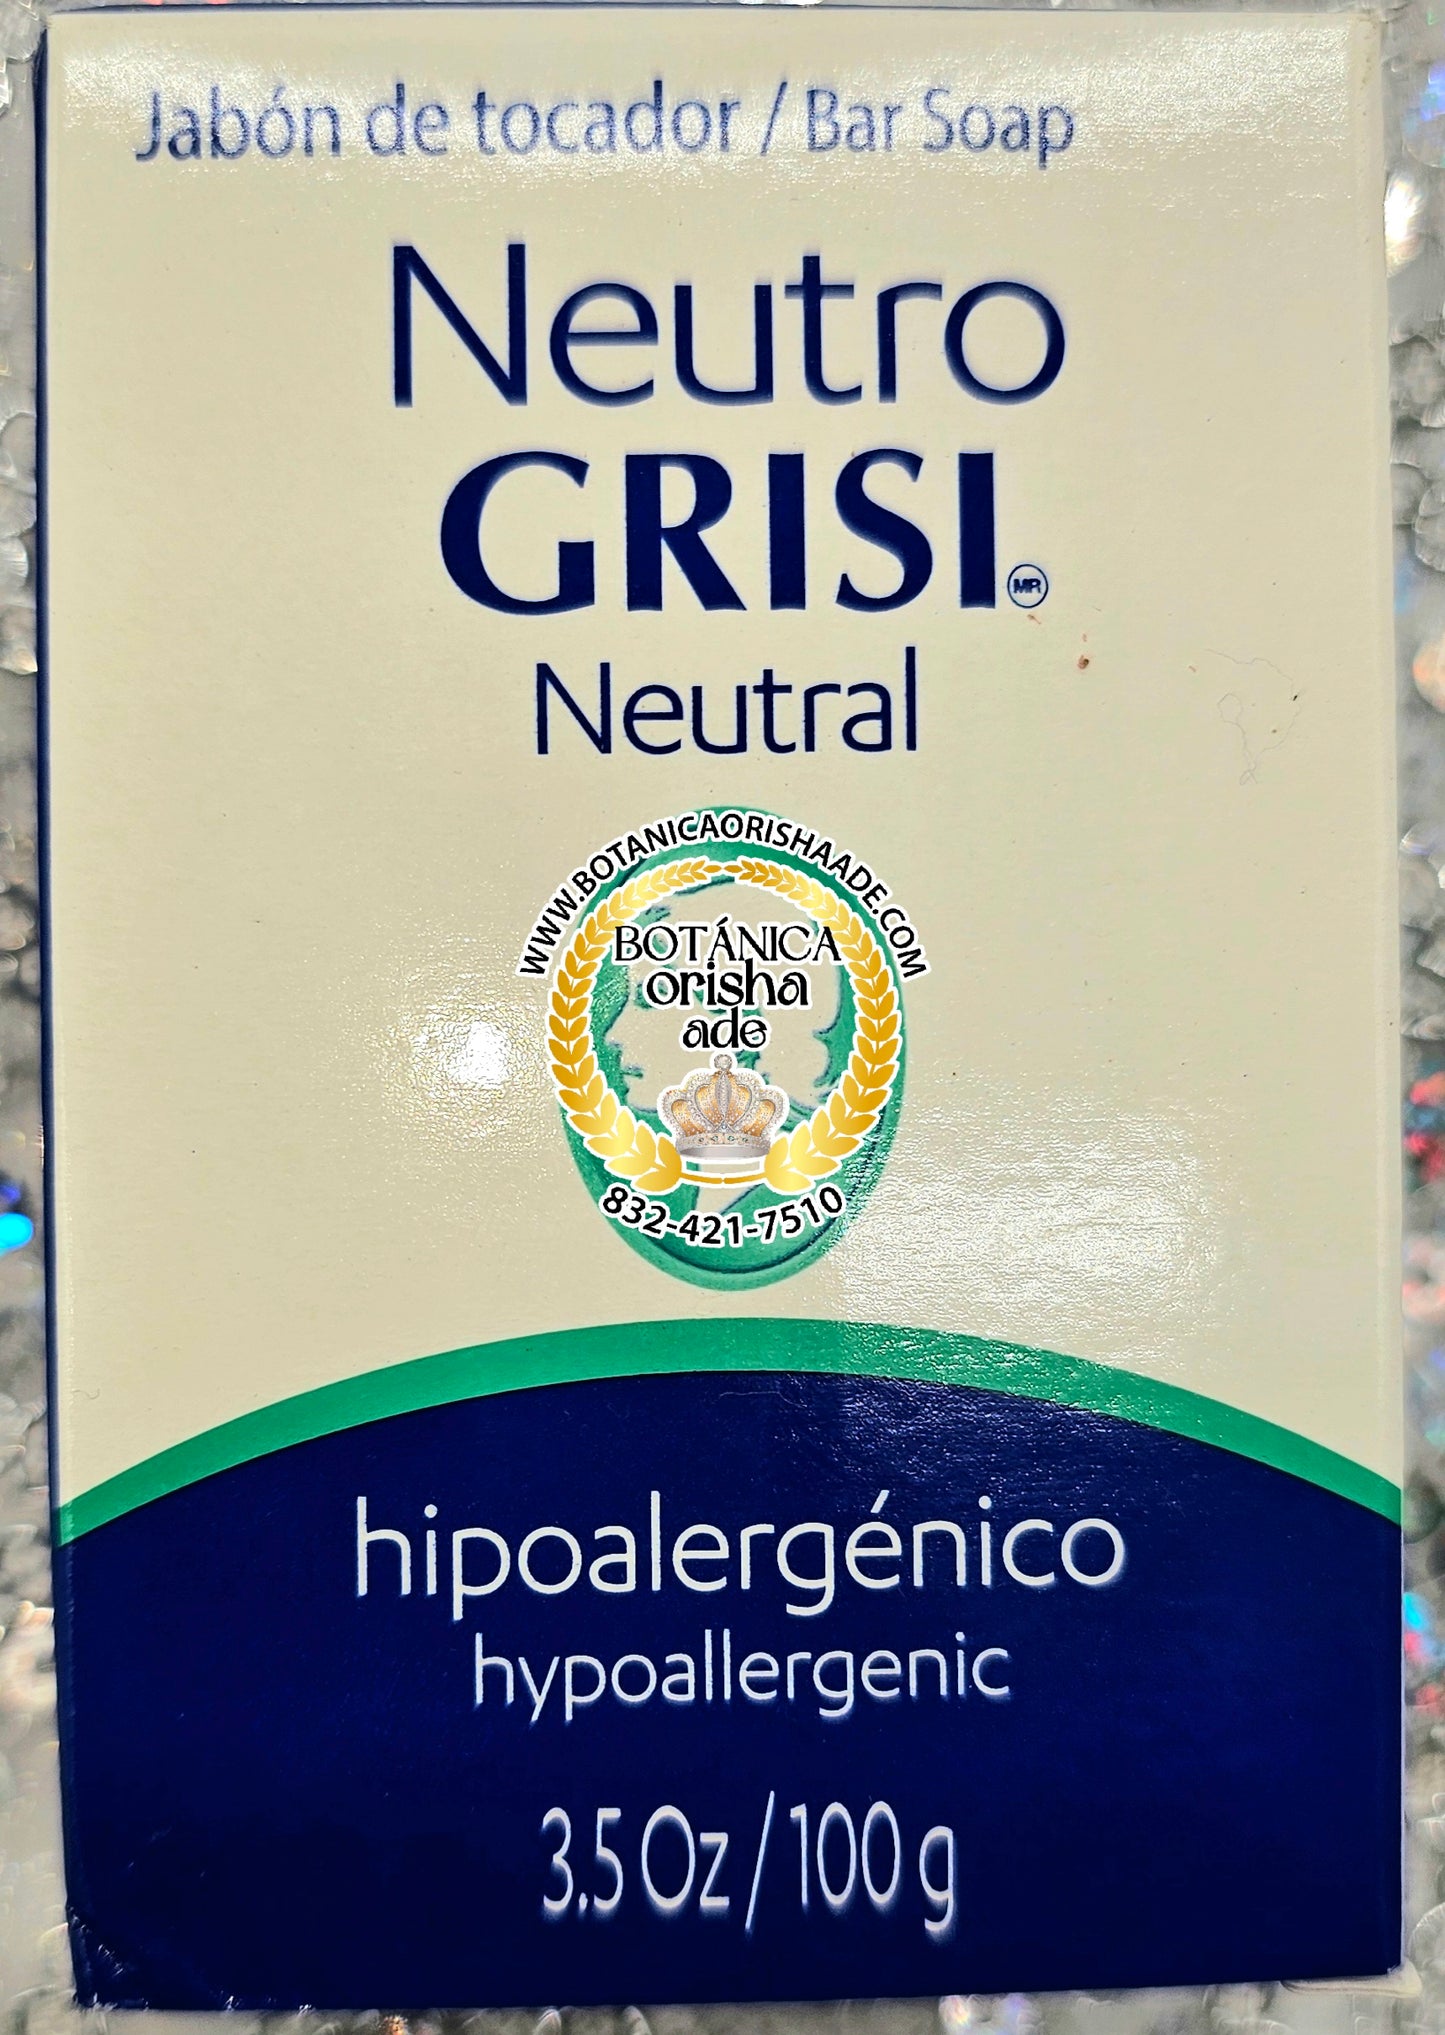 Jabón de tocador / Bar Soap
Neutro
GRISI
MR
Neutral
WWW.BOTANICAORISHAADE.COM
BOTÁNICA
orisha
ade
832-421-7510
hipoalergénico
hypoallergenic
3.5 Oz / 100 g